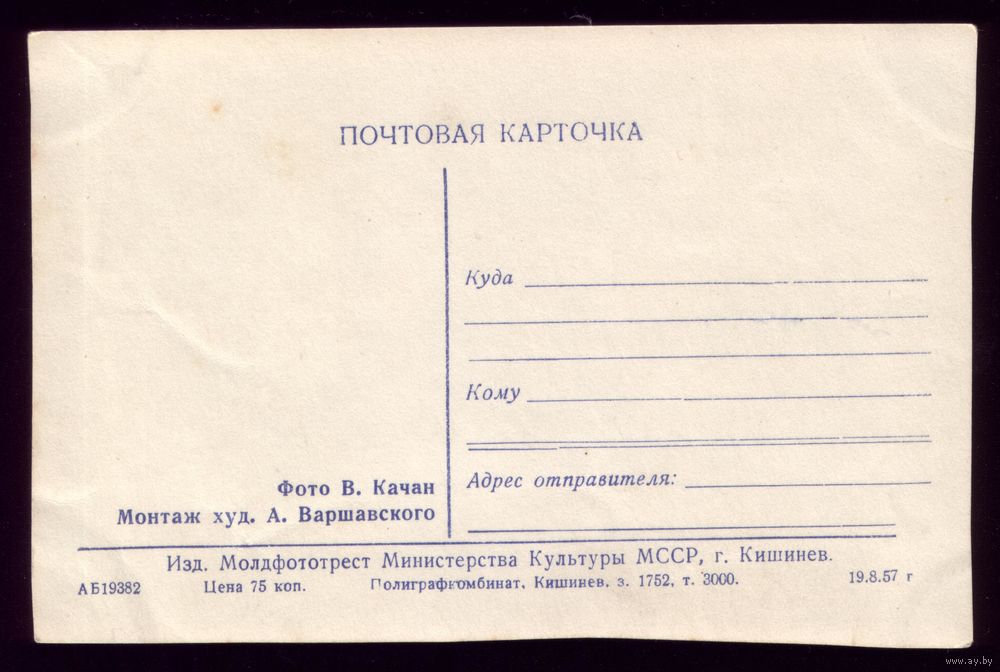 ПОЧТОВАЯ КАРТОЧКА
Куда
Кому
Адрес отправителя:
Фото В. Качан
Монтаж худ. А. Варшавского
Изд. Молдфототрест Министерства Культуры МССР, г. Кишинев.
АБ19382 Цена 75 коп. Полиграфкомбинат, Кишинев, з. 1752, т. 3000. 19.8.57 г
www.ay.by